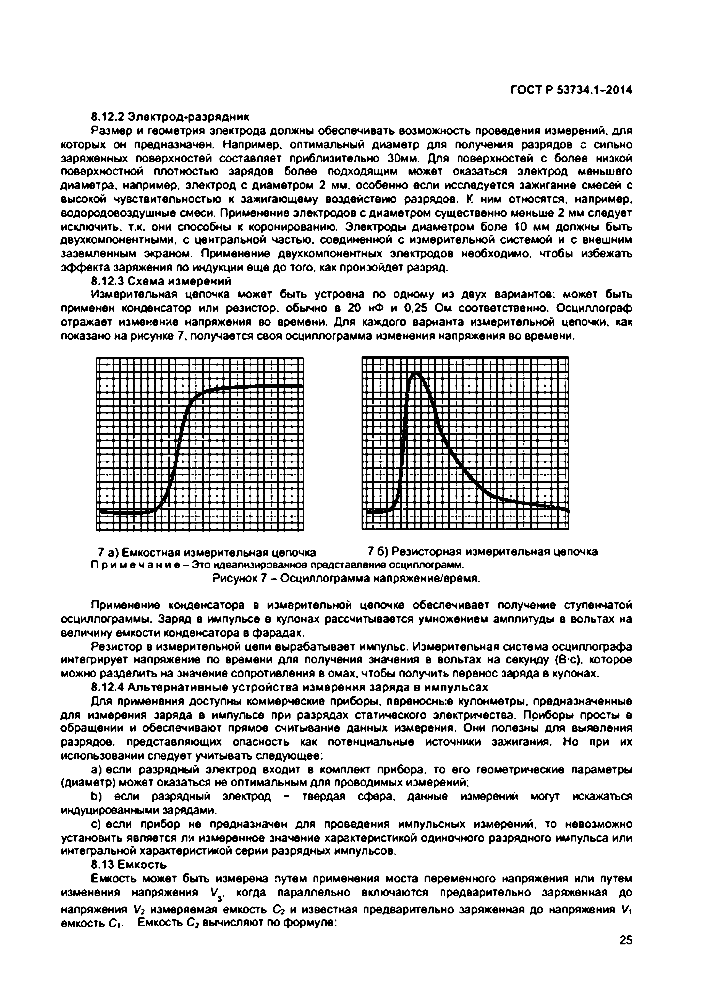 ГОСТ Р 53734.1–2014
8.12.2 Электрод-разрядник
Размер и геометрия электрода должны обеспечивать возможность проведения измерений, для
которых он предназначен. Например, оптимальный диаметр для получения разрядов с сильно
заряженных поверхностей составляет приблизительно 30мм. Для поверхностей с более низкой
поверхностной плотностью зарядов более подходящим может оказаться электрод меньшего
диаметра, например, электрод с диаметром 2 мм, особенно если исследуется зажигание смесей с
высокой чувствительностью к зажигающему воздействию разрядов. К ним относятся, например,
водородовоздушные смеси. Применение электродов с диаметром существенно меньше 2 мм следует
исключить, т.к. они способны к коронированию. Электроды диаметром боле 10 мм должны быть
двухкомпонентными, с центральной частью, соединенной с измерительной системой и с внешним
заземленным экраном. Применение двухкомпонентных электродов необходимо, чтобы избежать
эффекта заряжения по индукции еще до того, как произойдет разряд.
8.12.3 Схема измерений
Измерительная цепочка может быть устроена по одному из двух вариантов: может быть
применен конденсатор или резистор, обычно в 20 нФ и 0,25 Ом соответственно. Осциллограф
отражает изменение напряжения во времени. Для каждого варианта измерительной цепочки, как
показано на рисунке 7, получается своя осциллограмма изменения напряжения во времени.
7 а) Емкостная измерительная цепочка
7 б) Резисторная измерительная цепочка
Примечание – Это идеализированное представление осциллограмм.
Рисунок 7 – Осциллограмма напряжение/время.
Применение конденсатора в измерительной цепочке обеспечивает получение ступенчатой
осциллограммы. Заряд в импульсе в кулонах рассчитывается умножением амплитуды в вольтах на
величину емкости конденсатора в фарадах.
Резистор в измерительной цепи вырабатывает импульс. Измерительная система осциллографа
интегрирует напряжение по времени для получения значения в вольтах на секунду (В·с), которое
можно разделить на значение сопротивления в омах, чтобы получить перенос заряда в кулонах.
8.12.4 Альтернативные устройства измерения заряда в импульсах
Для применения доступны коммерческие приборы, переносные кулонметры, предназначенные
для измерения заряда в импульсе при разрядах статического электричества. Приборы просты в
обращении и обеспечивают прямое считывание данных измерения. Они полезны для выявления
разрядов, представляющих опасность как потенциальные источники зажигания. Но при их
использовании следует учитывать следующее:
a) если разрядный электрод входит в комплект прибора, то его геометрические параметры
(диаметр) может оказаться не оптимальным для проводимых измерений;
b) если разрядный электрод – твердая сфера, данные измерений могут искажаться
индуцированными зарядами.
c) если прибор не предназначен для проведения импульсных измерений, то невозможно
установить является ли измеренное значение характеристикой одиночного разрядного импульса или
интегральной характеристикой серии разрядных импульсов.
8.13 Емкость
Емкость может быть измерена путем применения моста переменного напряжения или путем
изменения напряжения V₃, когда параллельно включаются предварительно заряженная до
напряжения V₂ измеряемая емкость C₂ и известная предварительно заряженная до напряжения V₁
емкость C₁. Емкость C₂ вычисляют по формуле:
25